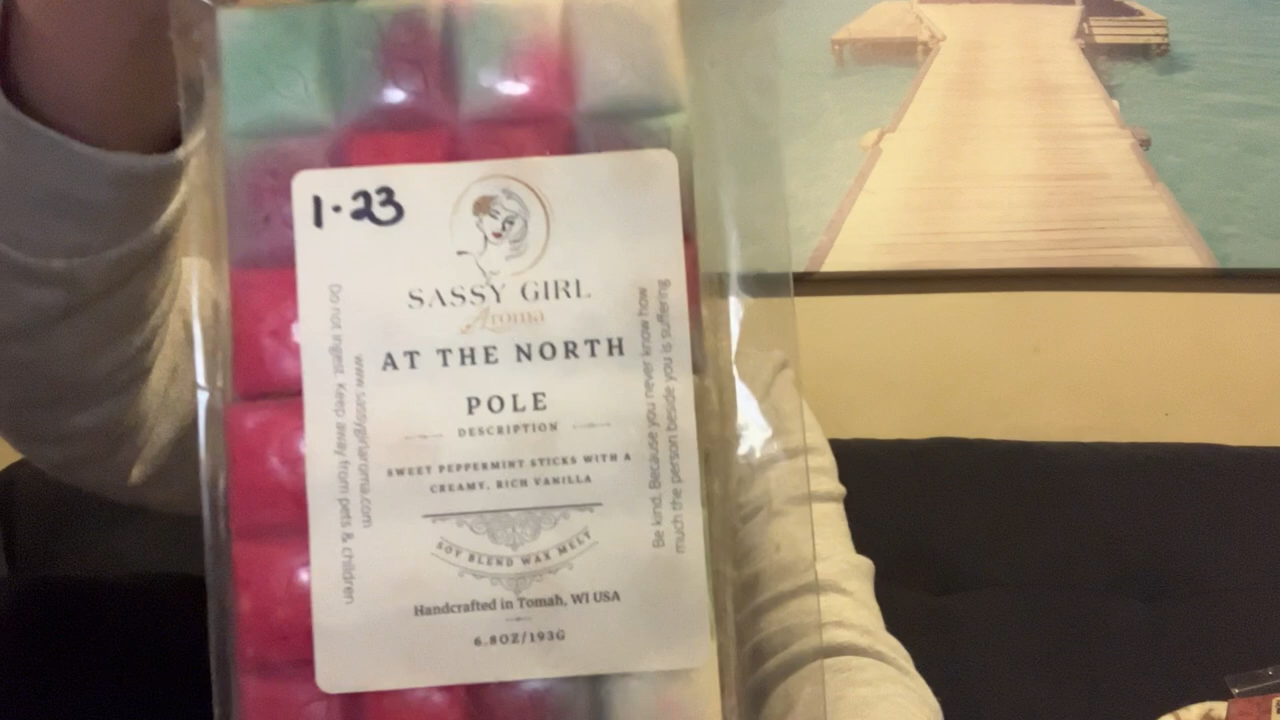 1.23
SASSY GIRL
Aroma
AT THE NORTH
POLE
DESCRIPTION
SWEET PEPPERMINT STICKS WITH A
CREAMY, RICH VANILLA
SOY BLEND WAX MELT
Handcrafted in Tomah, WI USA
6.8OZ/193G
www.sassygirlaroma.com
Do not ingest. Keep away from pets & children
Be kind. Because you never know how
much the person beside you is suffering